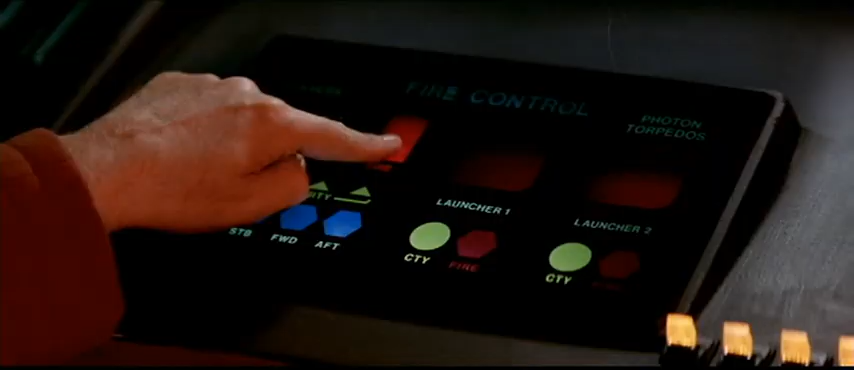 FIRE CONTROL
PHOTON
TORPEDOS
LAUNCHER 1
LAUNCHER 2
STB FWD AFT
CTY FIRE
CTY